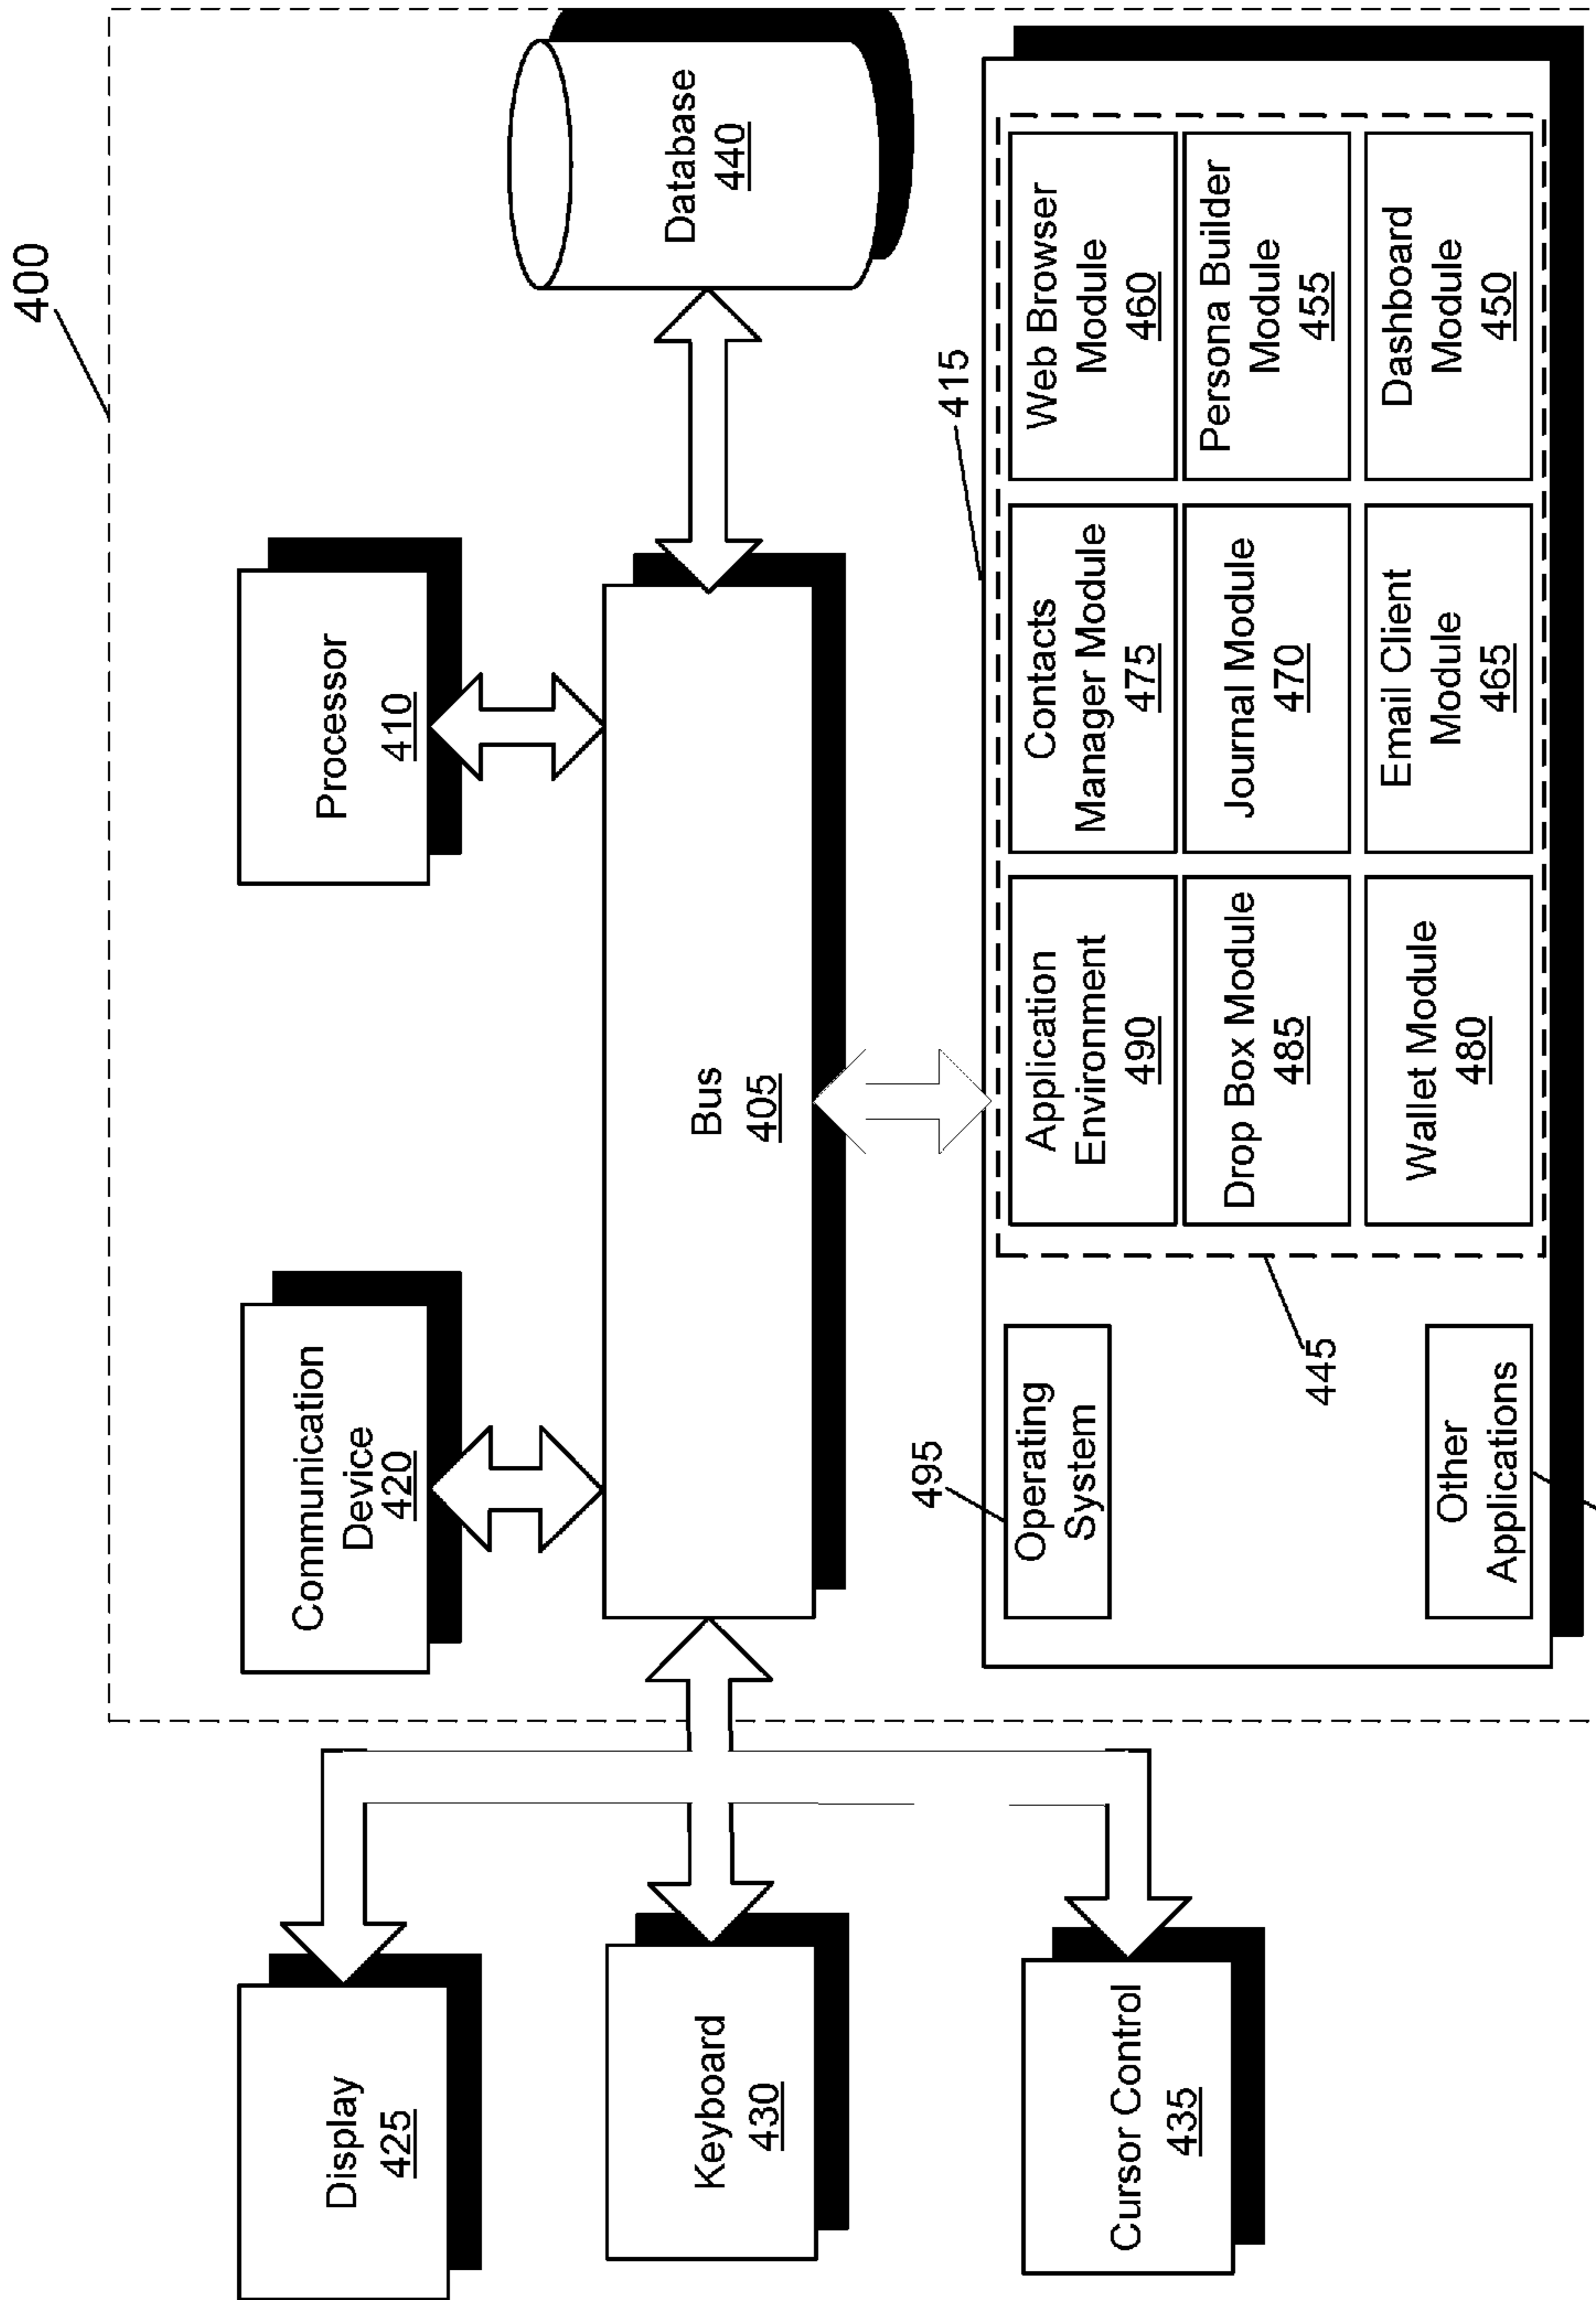 400
Display
425
Communication
Device
420
Processor
410
Keyboard
430
Bus
405
Database
440
Cursor Control
435
415
495
Operating
System
Application
Environment
490
Contacts
Manager Module
475
Web Browser
Module
460
Drop Box Module
485
Journal Module
470
Persona Builder
Module
455
445
Other
Applications
Wallet Module
480
Email Client
Module
465
Dashboard
Module
450